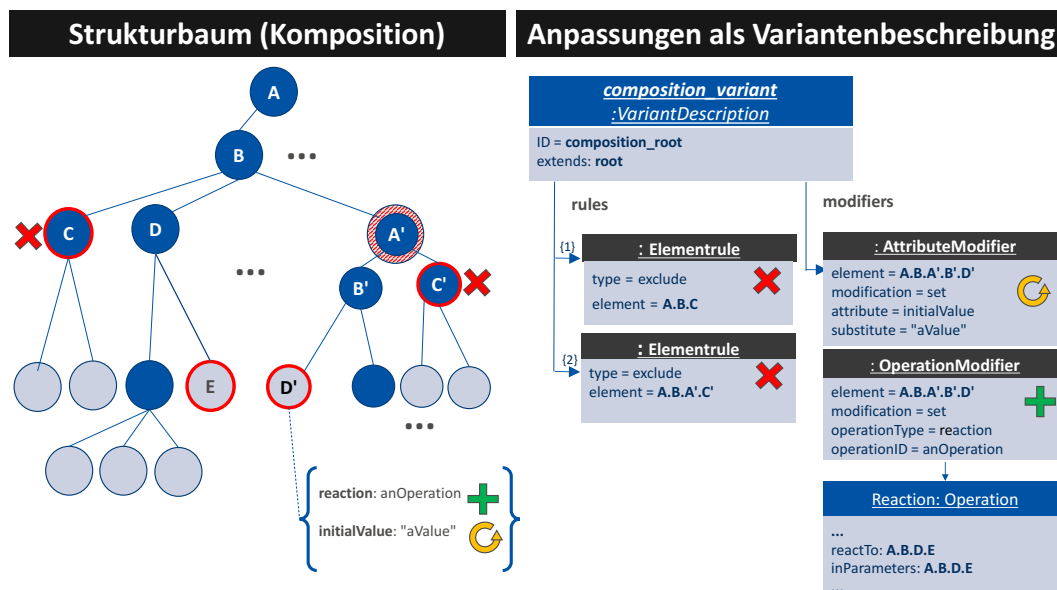 Strukturbaum (Komposition)
A
B
...
C
D
A'
...
B'
C'
E
D'
...
reaction: anOperation
initialValue: "aValue"
Anpassungen als Variantenbeschreibung
composition_variant
:VariantDescription
ID = composition_root
extends: root
rules
modifiers
{1}
: Elementrule
type = exclude
element = A.B.C
{2}
: Elementrule
type = exclude
element = A.B.A'.C'
: AttributeModifier
element = A.B.A'.B'.D'
modification = set
attribute = initialValue
substitute = "aValue"
: OperationModifier
element = A.B.A'.B'.D'
modification = set
operationType = reaction
operationID = anOperation
Reaction: Operation
...
reactTo: A.B.D.E
inParameters: A.B.D.E
...